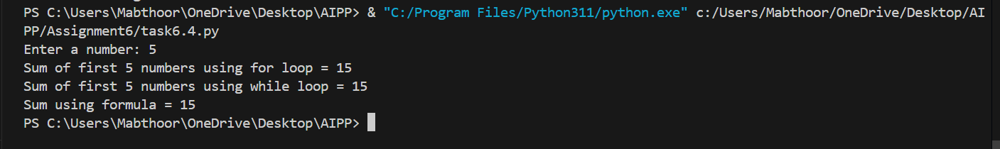 PS C:\Users\Mabthoor\OneDrive\Desktop\AIPP> & "C:/Program Files/Python311/python.exe" c:/Users/Mabthoor/OneDrive/Desktop/AI
PP/Assignment6/task6.4.py
Enter a number: 5
Sum of first 5 numbers using for loop = 15
Sum of first 5 numbers using while loop = 15
Sum using formula = 15
PS C:\Users\Mabthoor\OneDrive\Desktop\AIPP>